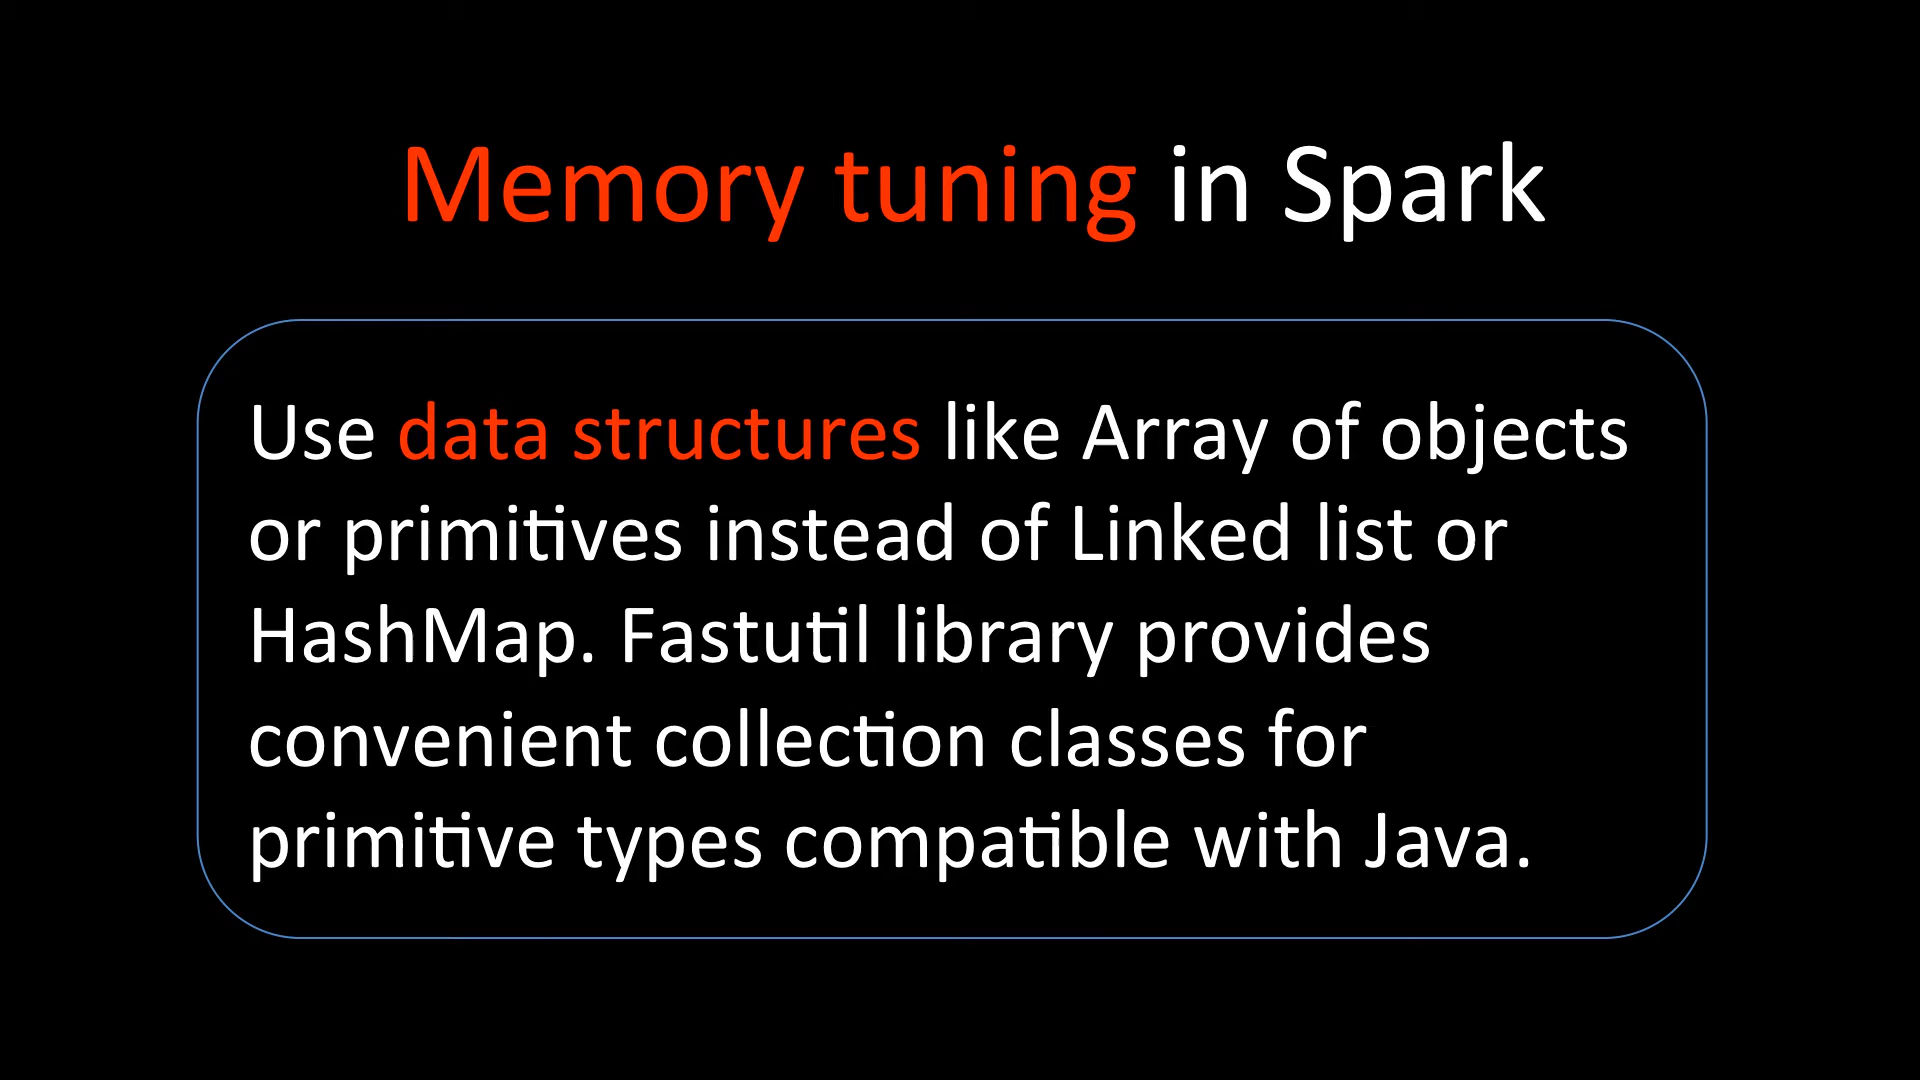 Memory tuning in Spark
Use data structures like Array of objects
or primitives instead of Linked list or
HashMap. Fastutil library provides
convenient collection classes for
primitive types compatible with Java.